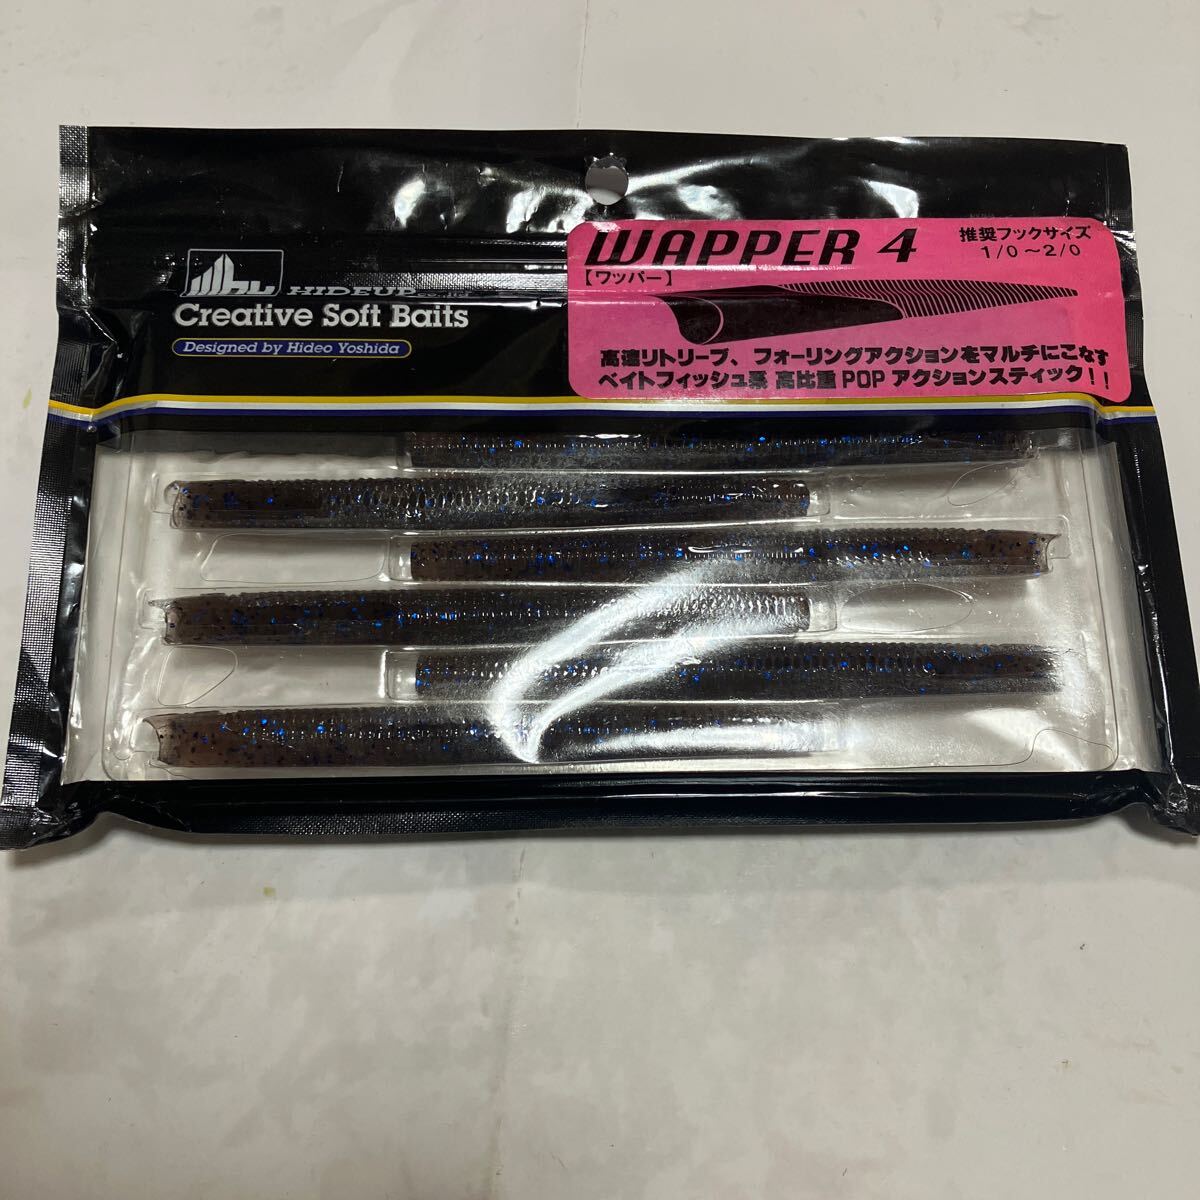 HIDEUP CO.,LTD
Creative Soft Baits
Designed by Hideo Yoshida
WAPPER 4
【ワッパー】
推奨フックサイズ
1/0～2/0
高速リトリーブ、フォーリングアクションをマルチにこなす
ベイトフィッシュ系 高比重 POP アクションスティック!!